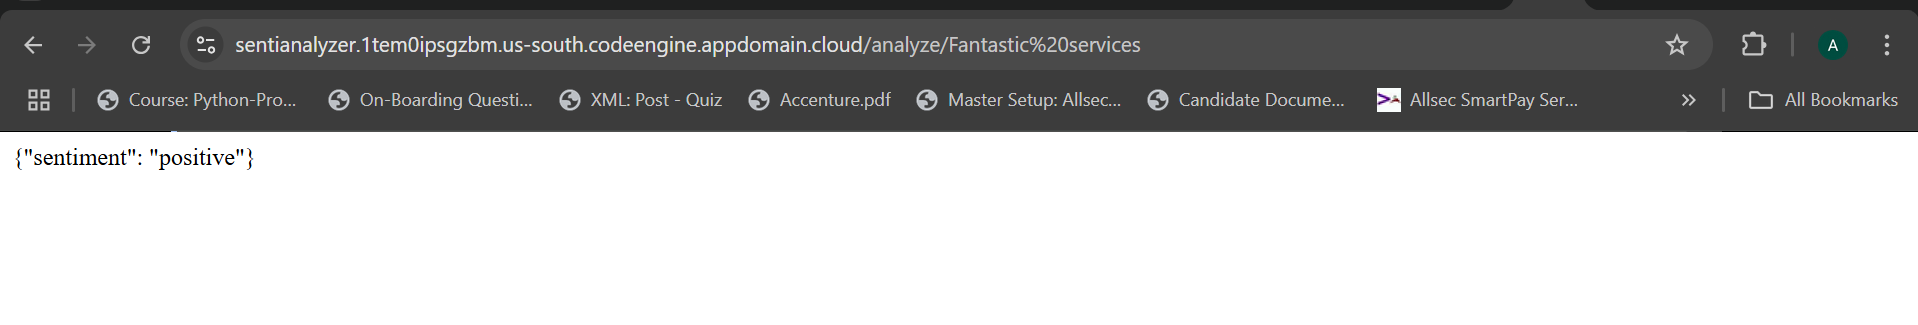 sentianalyzer.1tem0ipsgzbm.us-south.codeengine.appdomain.cloud/analyze/Fantastic%20services
A
Course: Python-Pro... On-Boarding Questi... XML: Post - Quiz Accenture.pdf Master Setup: Allsec... Candidate Docume... Allsec SmartPay Ser... » All Bookmarks
{"sentiment": "positive"}